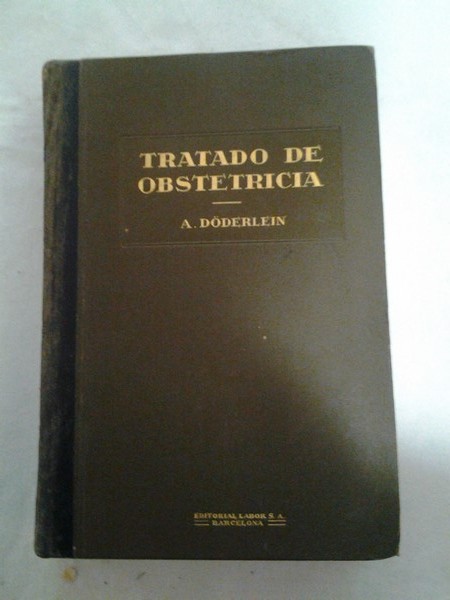 TRATADO DE
OBSTETRICIA
A. DÖDERLEIN
EDITORIAL LABOR S. A.
BARCELONA